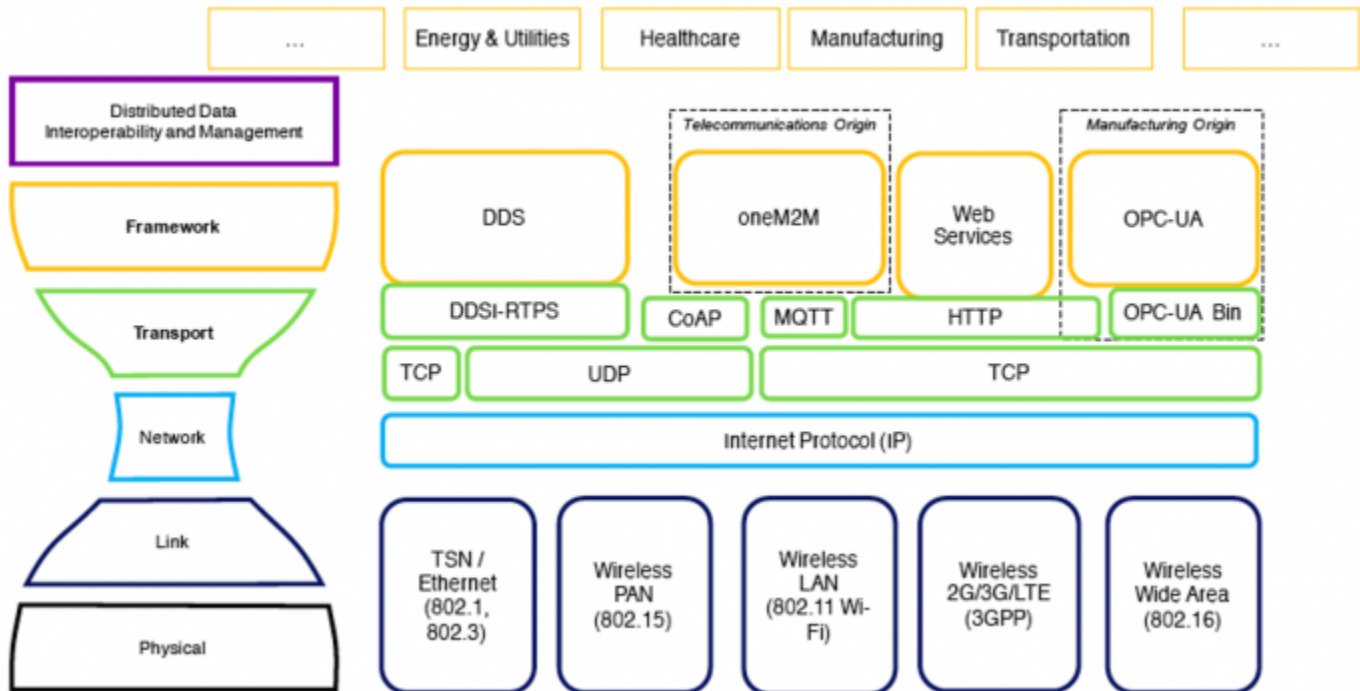 ...
Energy & Utilities
Healthcare
Manufacturing
Transportation
...
Distributed Data
Interoperability and Management
Telecommunications Origin
Manufacturing Origin
Framework
DDS
oneM2M
Web
Services
OPC-UA
Transport
DDSI-RTPS
CoAP
MQTT
HTTP
OPC-UA Bin
TCP
UDP
TCP
Network
Internet Protocol (IP)
Link
TSN /
Ethernet
(802.1,
802.3)
Wireless
PAN
(802.15)
Wireless
LAN
(802.11 Wi-
Fi)
Wireless
2G/3G/LTE
(3GPP)
Wireless
Wide Area
(802.16)
Physical